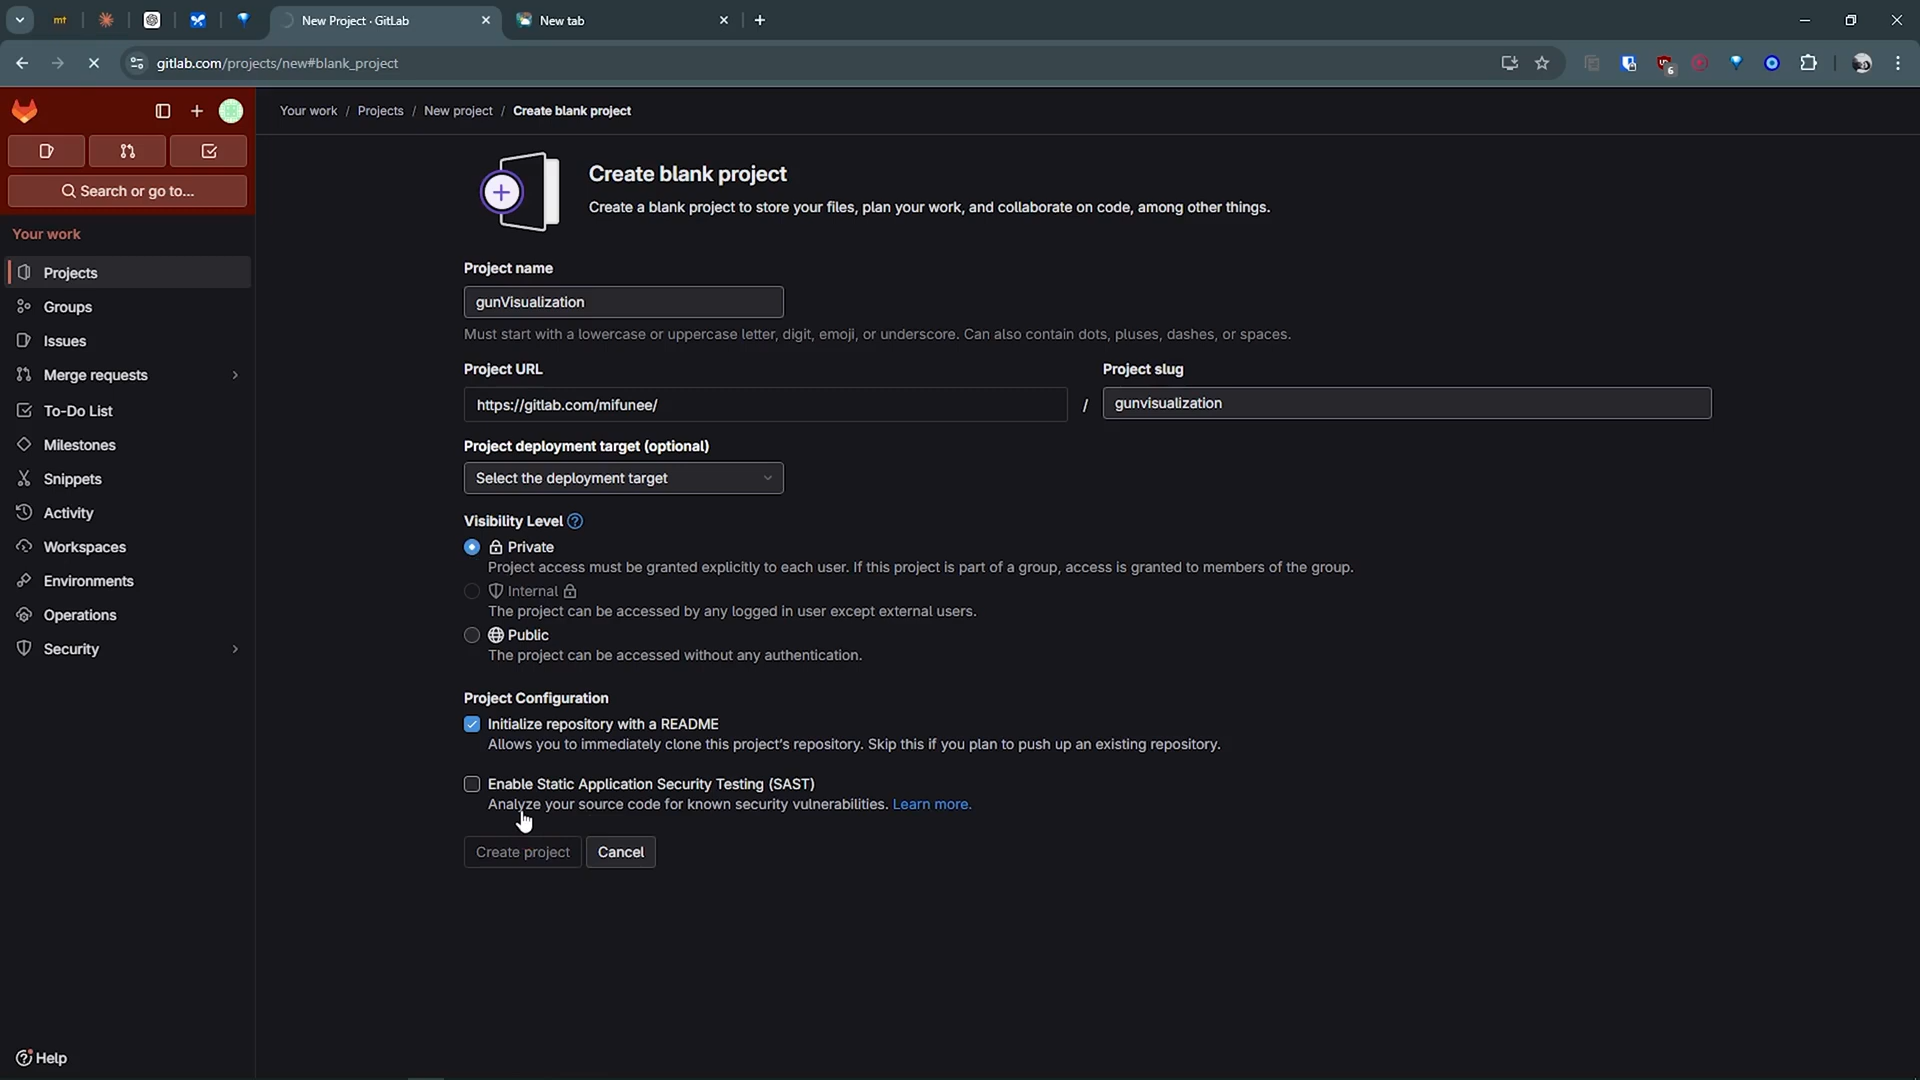 mt
New Project · GitLab
New tab
gitlab.com/projects/new#blank_project
6
Your work / Projects / New project / Create blank project
Search or go to...
Your work
Projects
Groups
Issues
Merge requests
To-Do List
Milestones
Snippets
Activity
Workspaces
Environments
Operations
Security
Help
Create blank project
Create a blank project to store your files, plan your work, and collaborate on code, among other things.
Project name
gunVisualization
Must start with a lowercase or uppercase letter, digit, emoji, or underscore. Can also contain dots, pluses, dashes, or spaces.
Project URL
Project slug
https://gitlab.com/mifunee/
/
gunvisualization
Project deployment target (optional)
Select the deployment target
Visibility Level
Private
Project access must be granted explicitly to each user. If this project is part of a group, access is granted to members of the group.
Internal
The project can be accessed by any logged in user except external users.
Public
The project can be accessed without any authentication.
Project Configuration
Initialize repository with a README
Allows you to immediately clone this project's repository. Skip this if you plan to push up an existing repository.
Enable Static Application Security Testing (SAST)
Analyze your source code for known security vulnerabilities. Learn more.
Create project
Cancel